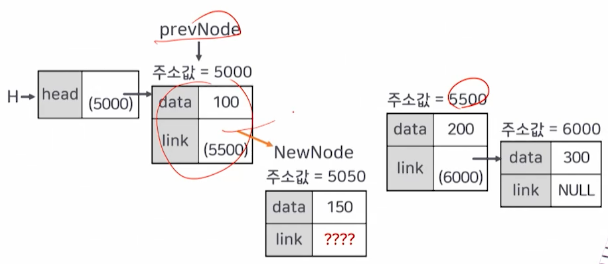 prevNode
주소값 = 5000
H
head
(5000)
data
100
link
(5500)
NewNode
주소값 = 5050
data
150
link
????
주소값 = 5500
data
200
link
(6000)
주소값 = 6000
data
300
link
NULL